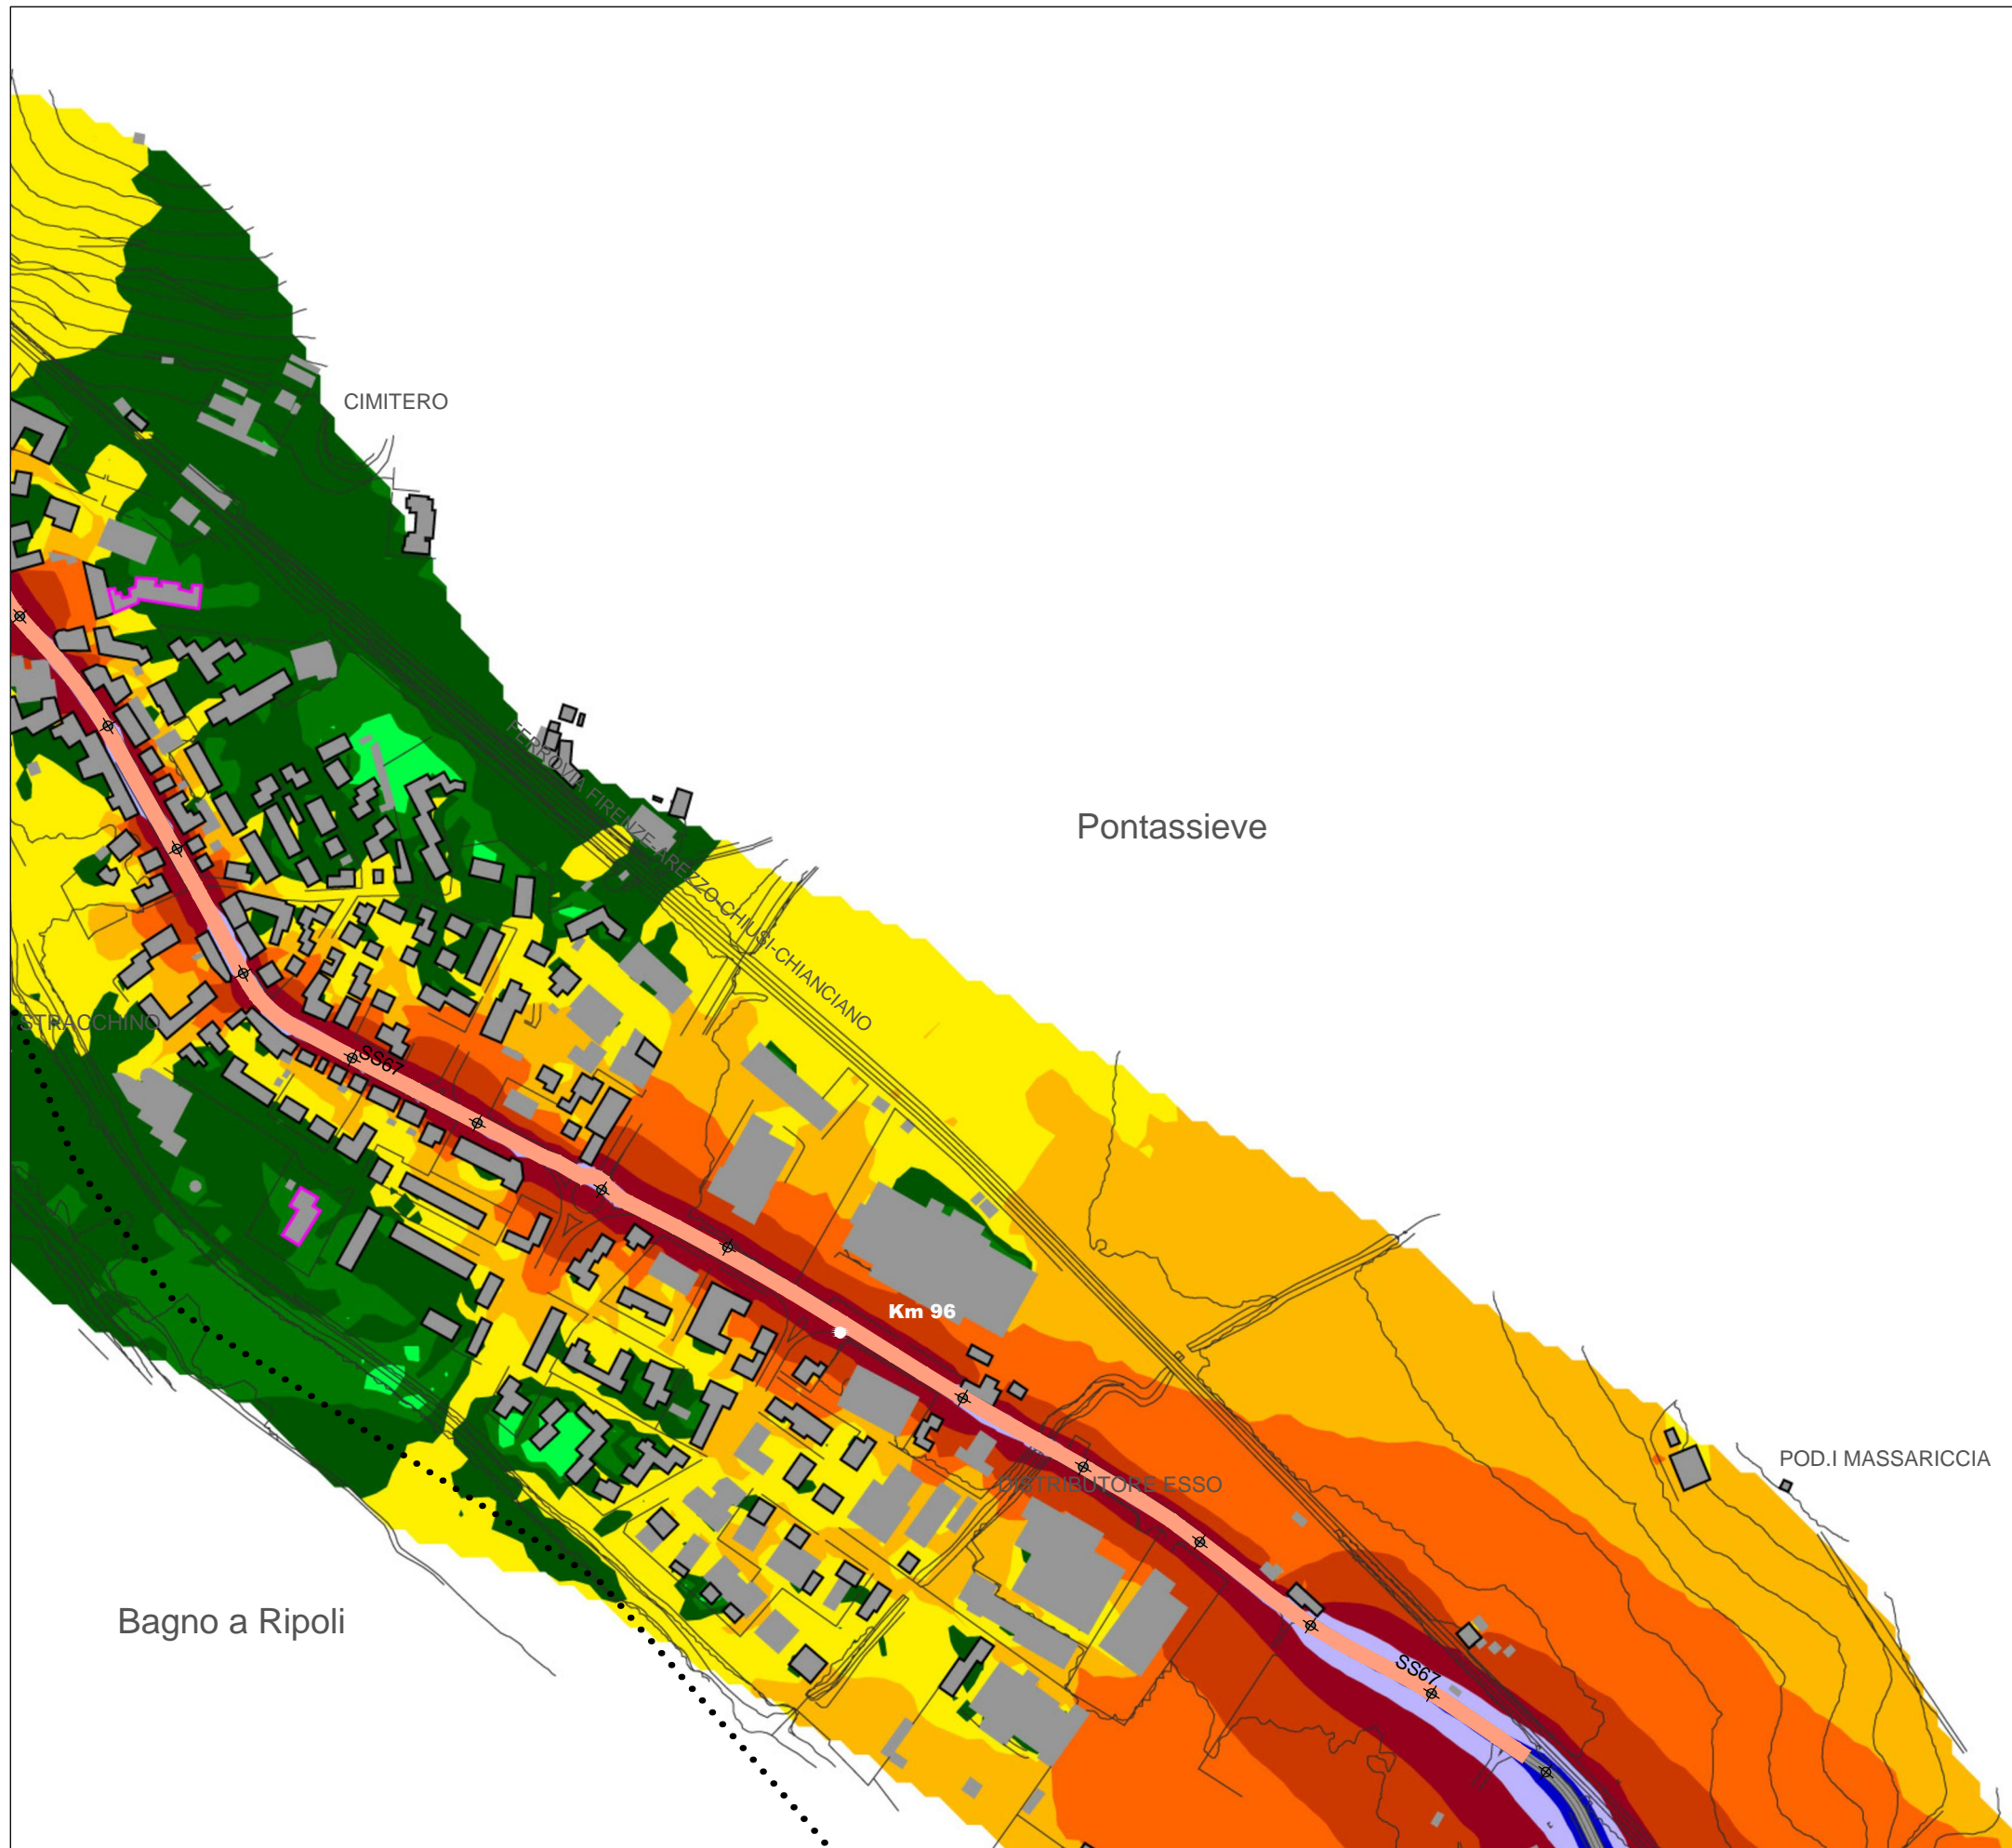 CIMITERO
FERROVIA FIRENZE-AREZZO-CHIUSI-CHIANCIANO
Pontassieve
STRACCHINO
SS67
Km 96
POD.I MASSARICCIA
DISTRIBUTORE ESSO
Bagno a Ripoli
SS67